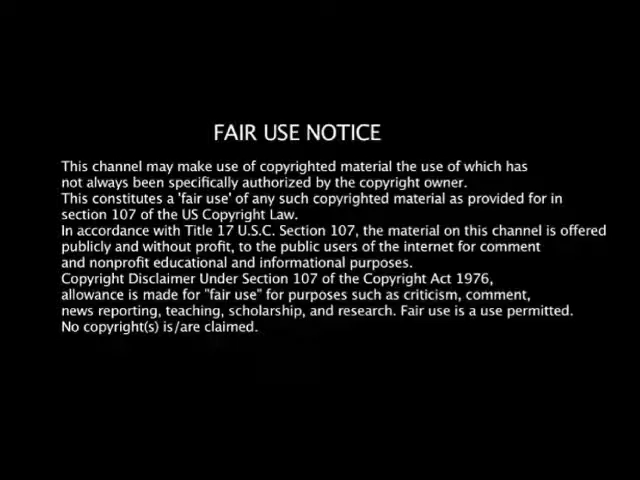 FAIR USE NOTICE
This channel may make use of copyrighted material the use of which has
not always been specifically authorized by the copyright owner.
This constitutes a 'fair use' of any such copyrighted material as provided for in
section 107 of the US Copyright Law.
In accordance with Title 17 U.S.C. Section 107, the material on this channel is offered
publicly and without profit, to the public users of the internet for comment
and nonprofit educational and informational purposes.
Copyright Disclaimer Under Section 107 of the Copyright Act 1976,
allowance is made for "fair use" for purposes such as criticism, comment,
news reporting, teaching, scholarship, and research. Fair use is a use permitted.
No copyright(s) is/are claimed.